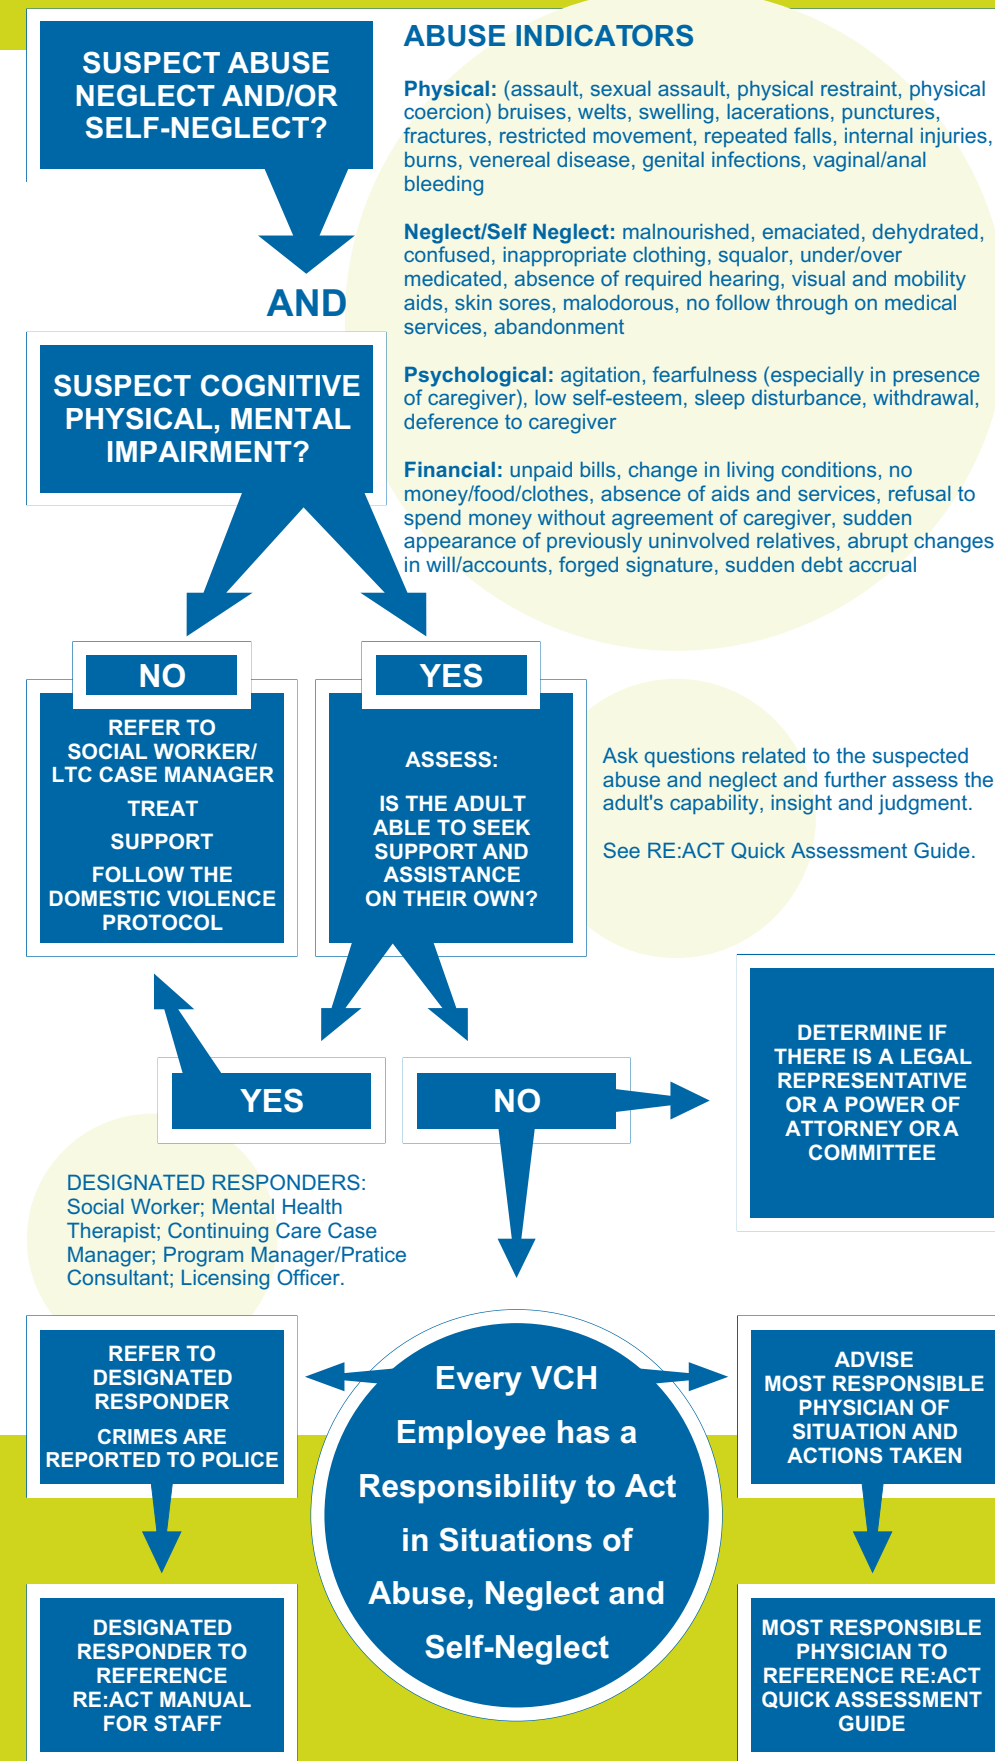 SUSPECT ABUSE
NEGLECT AND/OR
SELF-NEGLECT?
ABUSE INDICATORS
Physical: (assault, sexual assault, physical restraint, physical
coercion) bruises, welts, swelling, lacerations, punctures,
fractures, restricted movement, repeated falls, internal injuries,
burns, venereal disease, genital infections, vaginal/anal
bleeding
Neglect/Self Neglect: malnourished, emaciated, dehydrated,
confused, inappropriate clothing, squalor, under/over
medicated, absence of required hearing, visual and mobility
aids, skin sores, malodorous, no follow through on medical
services, abandonment
Psychological: agitation, fearfulness (especially in presence
of caregiver), low self-esteem, sleep disturbance, withdrawal,
deference to caregiver
Financial: unpaid bills, change in living conditions, no
money/food/clothes, absence of aids and services, refusal to
spend money without agreement of caregiver, sudden
appearance of previously uninvolved relatives, abrupt changes
in will/accounts, forged signature, sudden debt accrual
AND
SUSPECT COGNITIVE
PHYSICAL, MENTAL
IMPAIRMENT?
NO
REFER TO
SOCIAL WORKER/
LTC CASE MANAGER
TREAT
SUPPORT
FOLLOW THE
DOMESTIC VIOLENCE
PROTOCOL
YES
ASSESS:
IS THE ADULT
ABLE TO SEEK
SUPPORT AND
ASSISTANCE
ON THEIR OWN?
Ask questions related to the suspected
abuse and neglect and further assess the
adult's capability, insight and judgment.
See RE:ACT Quick Assessment Guide.
YES
NO
DETERMINE IF
THERE IS A LEGAL
REPRESENTATIVE
OR A POWER OF
ATTORNEY OR A
COMMITTEE
DESIGNATED RESPONDERS:
Social Worker; Mental Health
Therapist; Continuing Care Case
Manager; Program Manager/Pratice
Consultant; Licensing Officer.
REFER TO
DESIGNATED
RESPONDER
CRIMES ARE
REPORTED TO POLICE
Every VCH
Employee has a
Responsibility to Act
in Situations of
Abuse, Neglect and
Self-Neglect
ADVISE
MOST RESPONSIBLE
PHYSICIAN OF
SITUATION AND
ACTIONS TAKEN
DESIGNATED
RESPONDER TO
REFERENCE
RE:ACT MANUAL
FOR STAFF
MOST RESPONSIBLE
PHYSICIAN TO
REFERENCE RE:ACT
QUICK ASSESSMENT
GUIDE